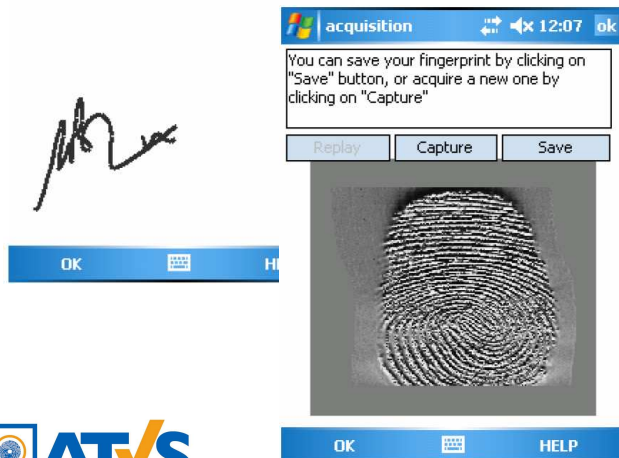 acquisition 12:07 ok
You can save your fingerprint by clicking on
"Save" button, or acquire a new one by
clicking on "Capture"
Replay Capture Save
OK
OK HELP
ATVS